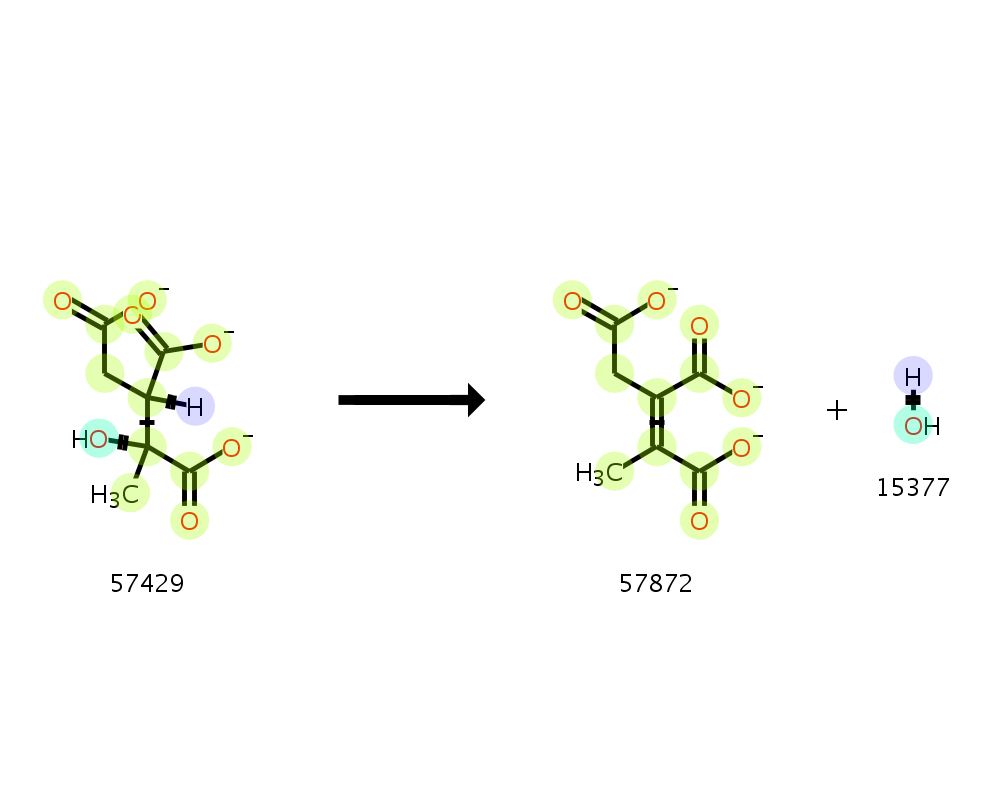 O O⁻ O O⁻
H
HO O⁻
H₃C
O
57429
O O⁻ O
O⁻
O⁻
H₃C
O
57872
+
H
OH
15377